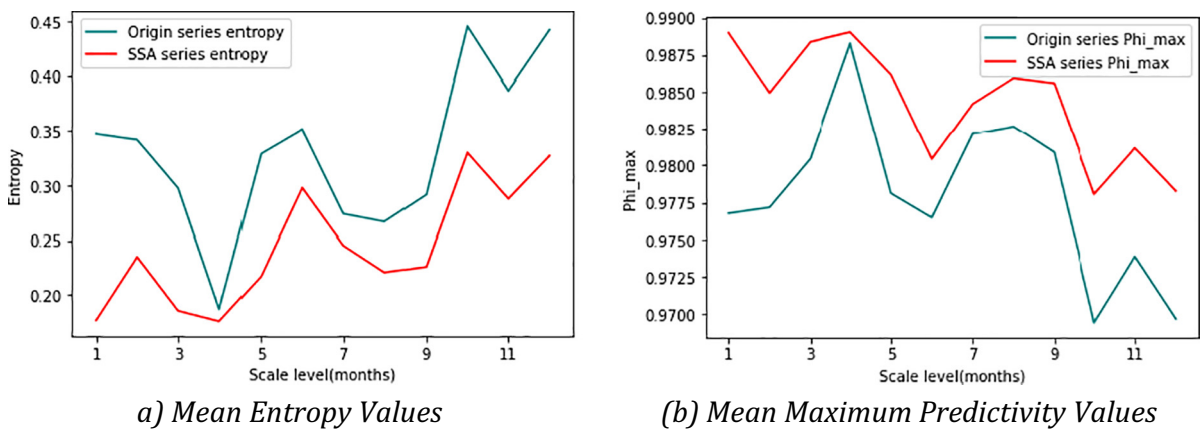 Origin series entropy
SSA series entropy
0.45
0.40
0.35
0.30
0.25
0.20
Entropy
1 3 5 7 9 11
Scale level(months)
a) Mean Entropy Values
Origin series Phi_max
SSA series Phi_max
0.9900
0.9875
0.9850
0.9825
0.9800
0.9775
0.9750
0.9725
0.9700
Phi_max
1 3 5 7 9 11
Scale level(months)
(b) Mean Maximum Predictivity Values